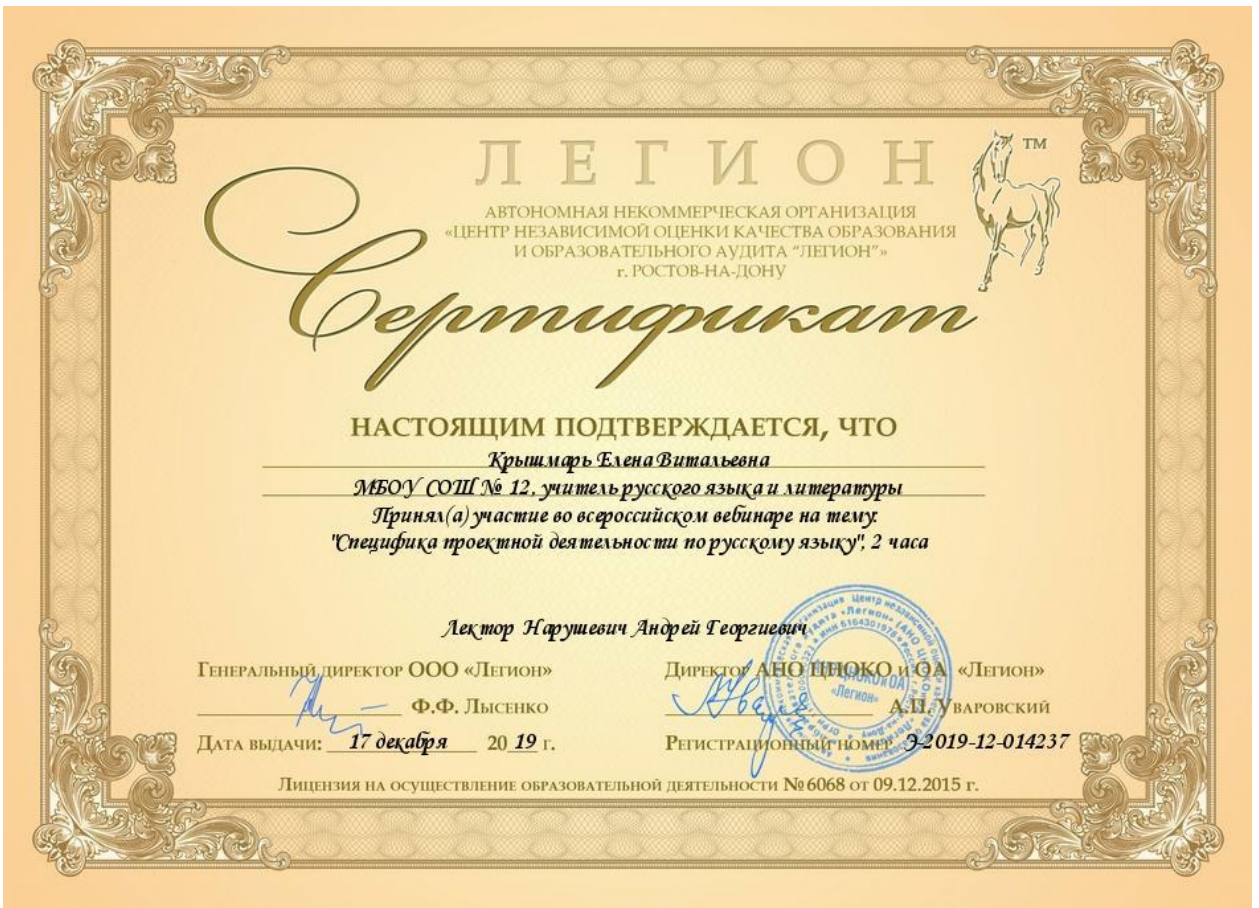 ЛЕГИОН
TM
АВТОНОМНАЯ НЕКОММЕРЧЕСКАЯ ОРГАНИЗАЦИЯ
«ЦЕНТР НЕЗАВИСИМОЙ ОЦЕНКИ КАЧЕСТВА ОБРАЗОВАНИЯ
И ОБРАЗОВАТЕЛЬНОГО АУДИТА "ЛЕГИОН"»
г. РОСТОВ-НА-ДОНУ
Сертификат
НАСТОЯЩИМ ПОДТВЕРЖДАЕТСЯ, ЧТО
Крышмарь Елена Витальевна
МБОУ СОШ № 12, учитель русского языка и литературы
Принял(а) участие во всероссийском вебинаре на тему:
"Специфика проектной деятельности по русскому языку", 2 часа
Лектор Нарушевич Андрей Георгиевич
Генеральный директор ООО «Легион»
Директор АНО ЦНОКО и ОА «Легион»
Ф.Ф. Лысенко
А.П. Уваровский
Дата выдачи: 17 декабря 2019 г.
Регистрационный номер Э-2019-12-014237
Лицензия на осуществление образовательной деятельности № 6068 от 09.12.2015 г.